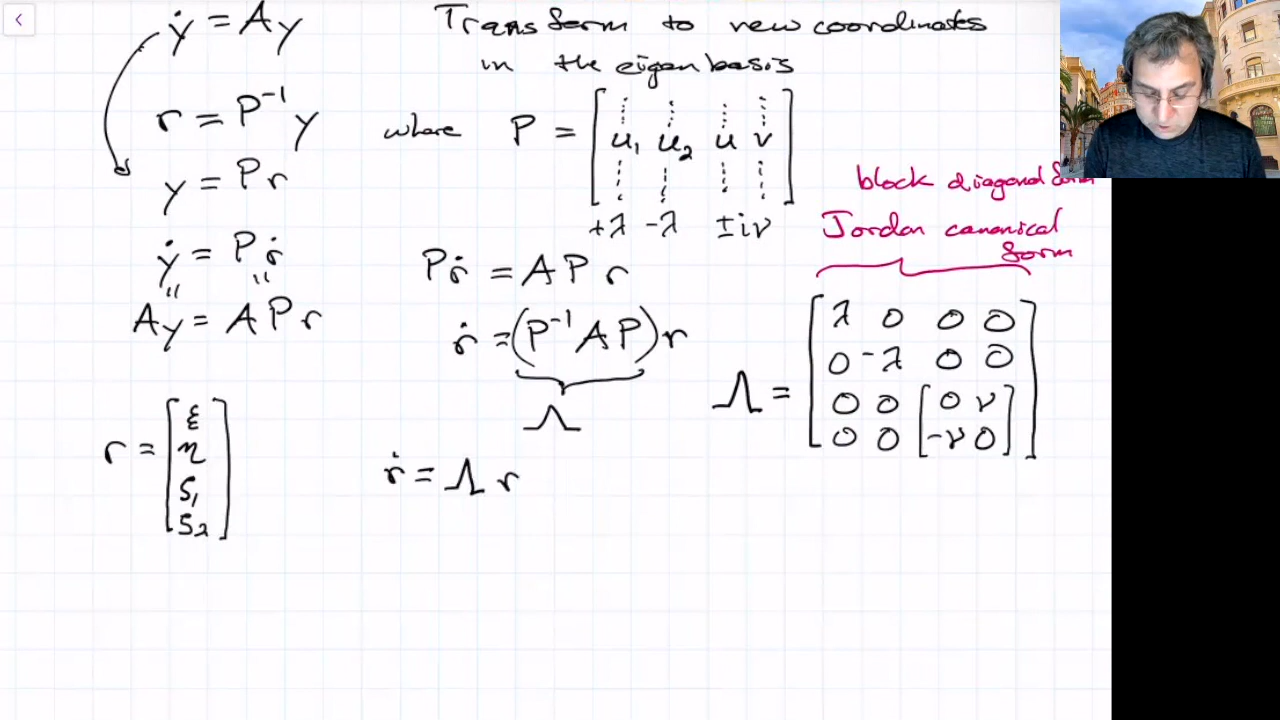 ẏ = Ay
Transform to new coordinates
in the eigenbasis
r = P⁻¹ y
where P = [ u₁ u₂ u v ]
+λ -λ ±iν
y = Pr
block diagonal form
Jordan canonical
form
ẏ = Pṙ
Ay = APr
Pṙ = APr
ṙ = (P⁻¹AP)r
Λ
Λ =
λ 0 0 0
0 -λ 0 0
0 0 0 ν
0 0 -ν 0
r = [ ξ η ζ₁ ζ₂ ]
ṙ = Λ r